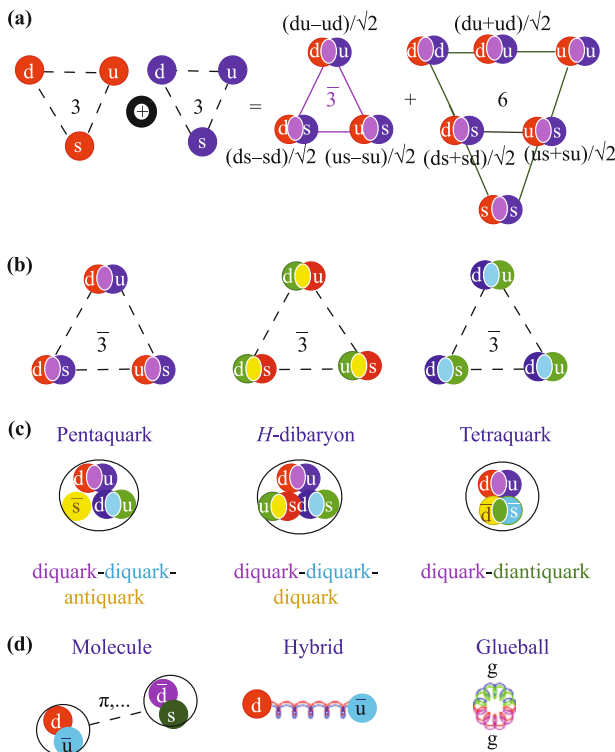 (a)
(du–ud)/√2
(du+ud)/√2
d u
d u
d u
d d
d u
u u
3
3
=
3̅
+
6
s
s
d s
u s
d s
u s
(ds–sd)/√2
(us–su)/√2
(ds+sd)/√2
(us+su)/√2
s s
(b)
d u
d u
d u
3̅
3̅
3̅
d s
u s
d s
u s
d s
d u
(c)
Pentaquark
H-dibaryon
Tetraquark
d u
s̅ d u
d u
u s d s
d u
d̅ s̅
diquark-diquark-
antiquark
diquark-diquark-
diquark
diquark-diantiquark
(d)
Molecule
Hybrid
Glueball
π,...
d
u̅
d̅
s
d
u̅
g
g